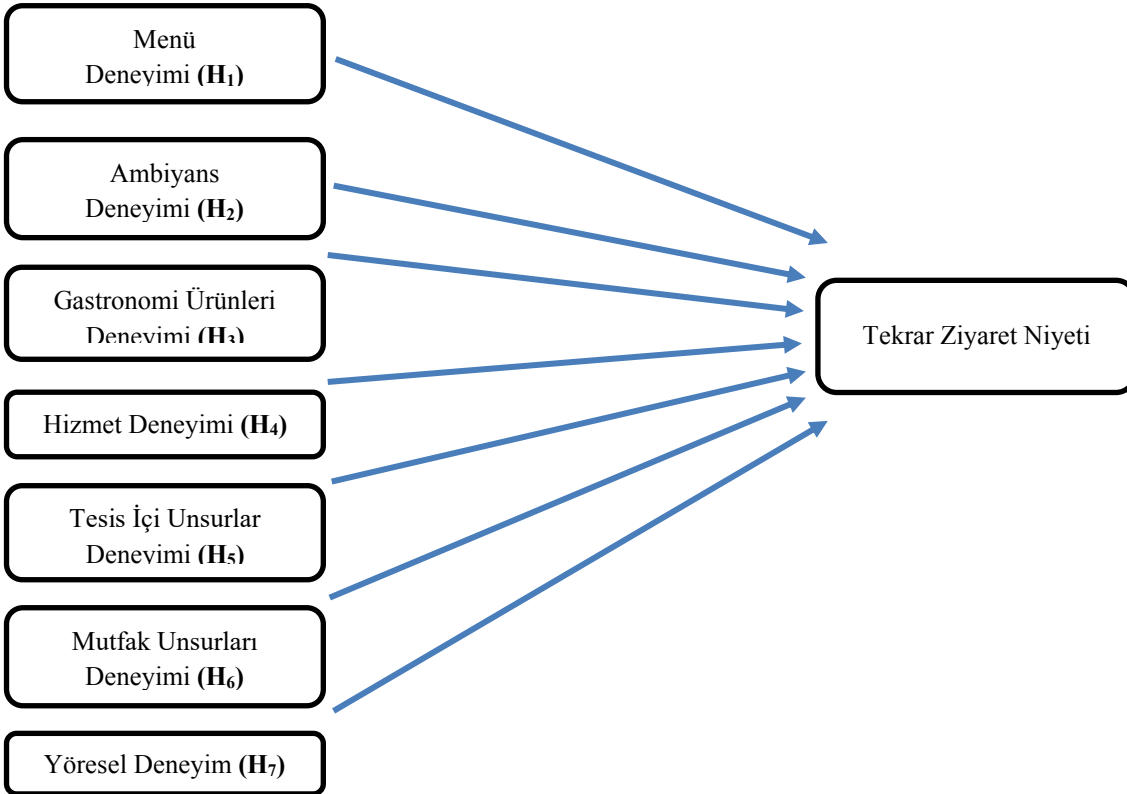 Menü
Deneyimi (H₁)
Ambiyans
Deneyimi (H₂)
Gastronomi Ürünleri
Deneyimi (H₃)
Hizmet Deneyimi (H₄)
Tesis İçi Unsurlar
Deneyimi (H₅)
Mutfak Unsurları
Deneyimi (H₆)
Yöresel Deneyim (H₇)
Tekrar Ziyaret Niyeti